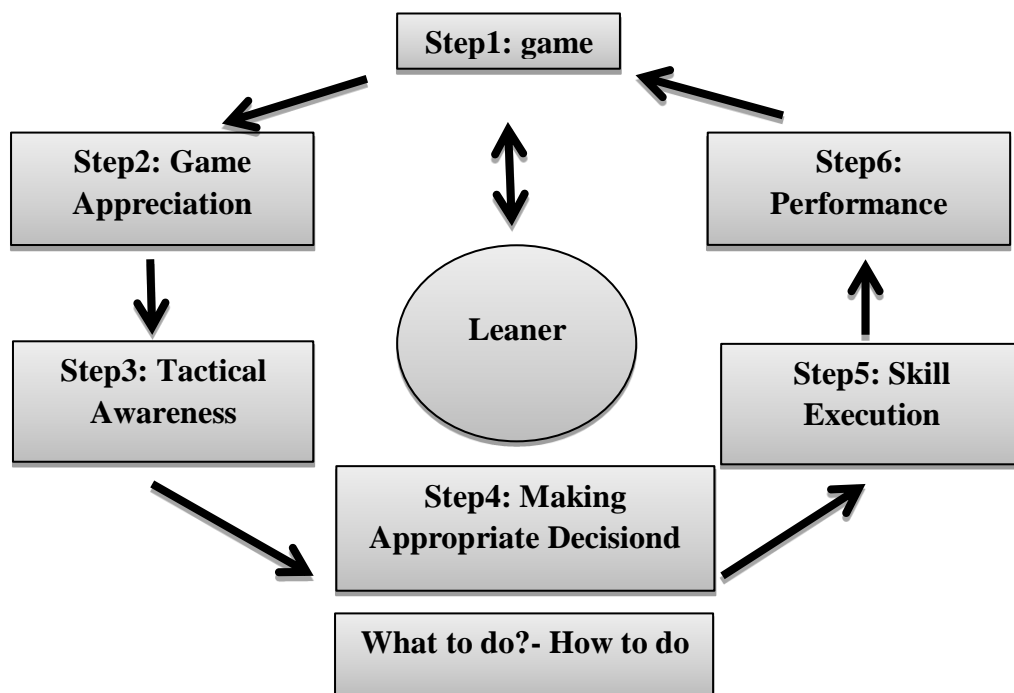 Step1: game
Step2: Game
Appreciation
Step3: Tactical
Awareness
Step4: Making
Appropriate Decisiond
What to do?- How to do
Step5: Skill
Execution
Step6:
Performance
Leaner